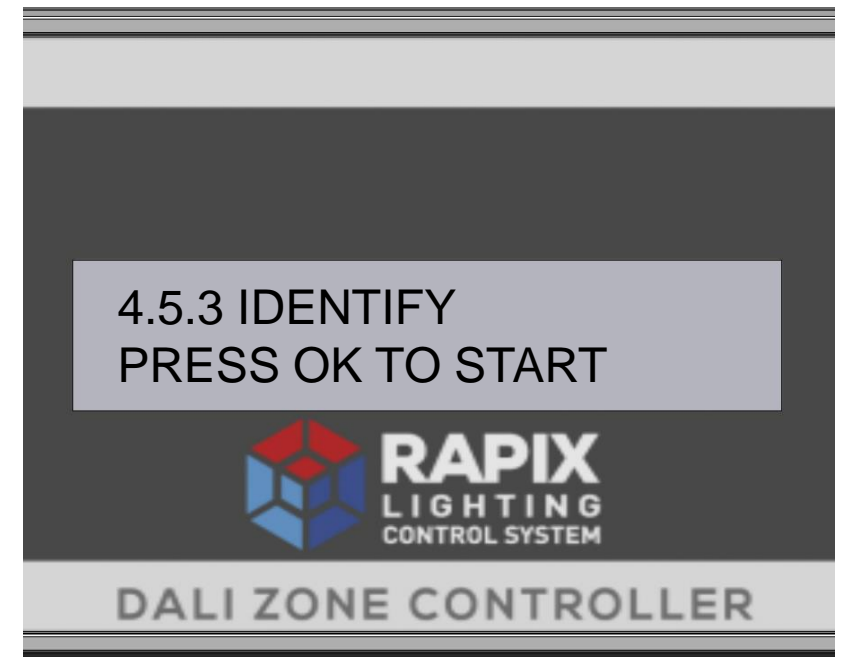 4.5.3 IDENTIFY
PRESS OK TO START
RAPIX
LIGHTING
CONTROL SYSTEM
DALI ZONE CONTROLLER